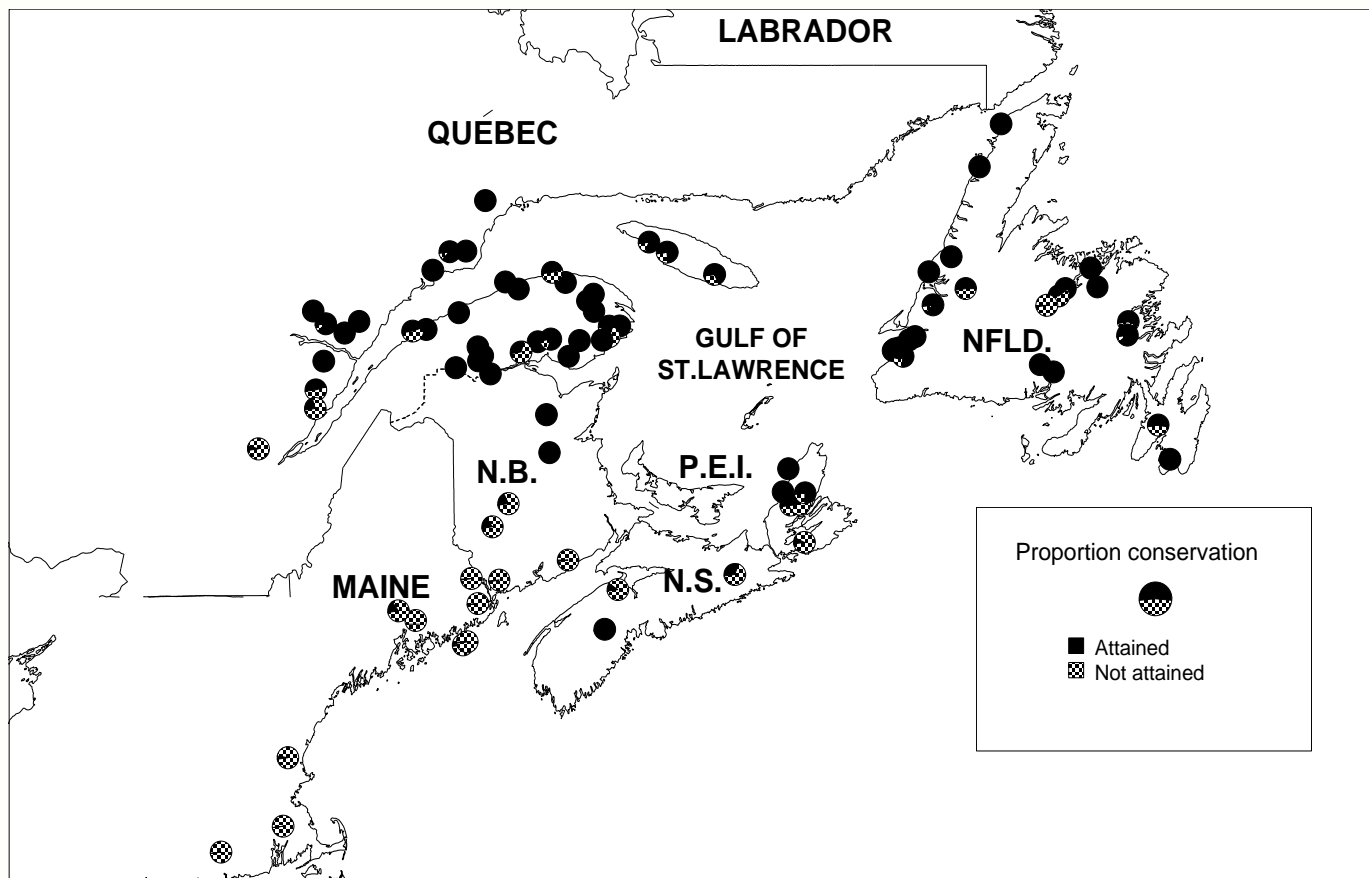 LABRADOR
QUÉBEC
GULF OF
ST.LAWRENCE
NFLD.
N.B.
P.E.I.
MAINE
N.S.
Proportion conservation
Attained
Not attained